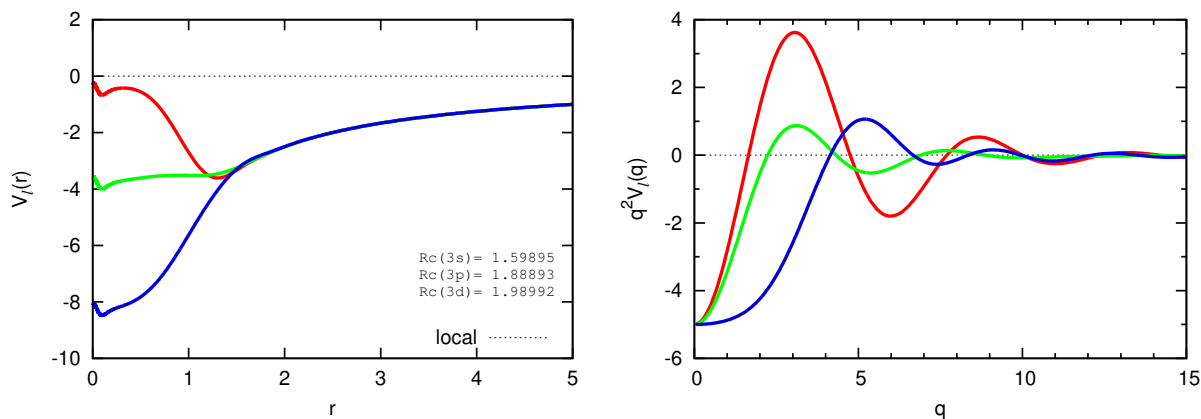 2
0
-2
-4
-6
-8
-10
V_l(r)
Rc(3s)= 1.59895
Rc(3p)= 1.88893
Rc(3d)= 1.98992
local
0 1 2 3 4 5
r
4
2
0
-2
-4
-6
q²V_l(q)
0 5 10 15
q